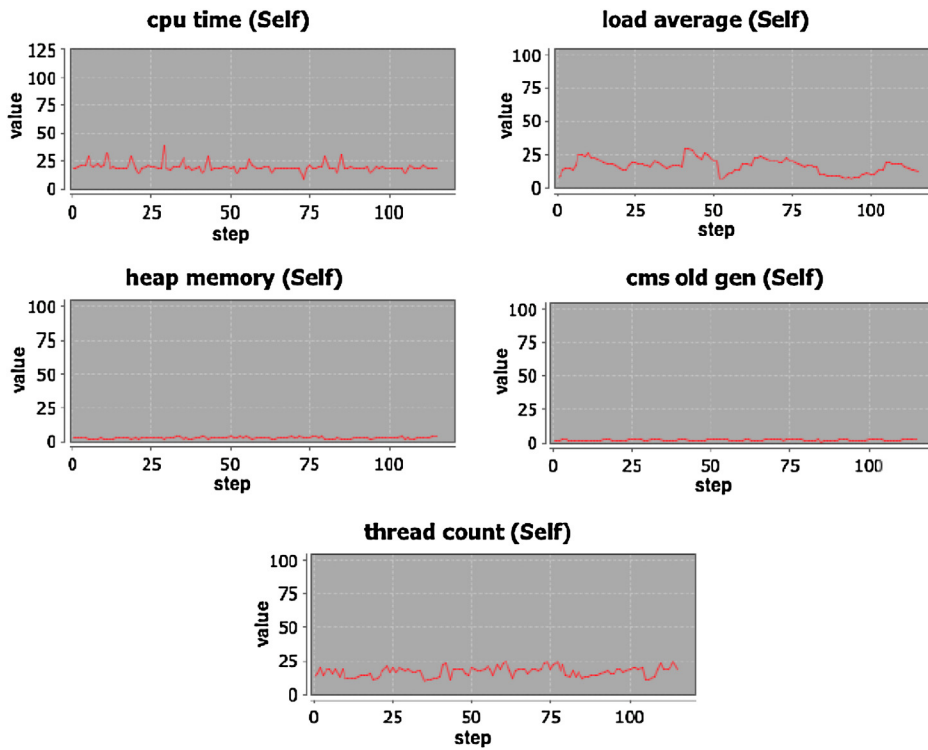 cpu time (Self)
125
100
75
50
25
0
value
0 25 50 75 100
step
load average (Self)
100
75
50
25
0
value
0 25 50 75 100
step
heap memory (Self)
100
75
50
25
0
value
0 25 50 75 100
step
cms old gen (Self)
100
75
50
25
0
value
0 25 50 75 100
step
thread count (Self)
100
75
50
25
0
value
0 25 50 75 100
step